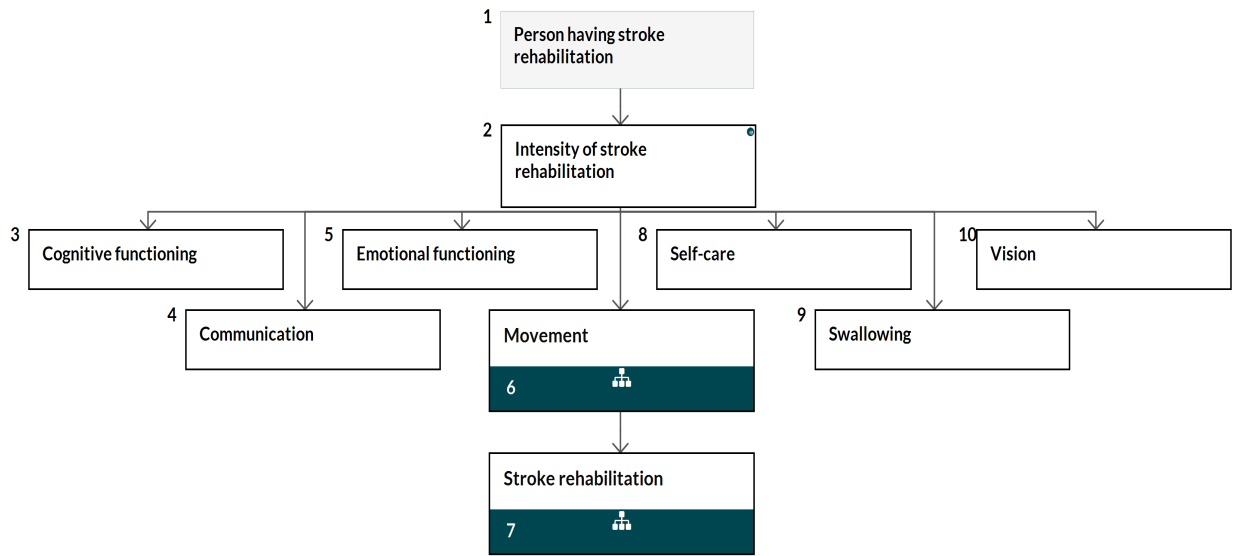 1
Person having stroke
rehabilitation
2
Intensity of stroke
rehabilitation
3
Cognitive functioning
5
Emotional functioning
8
Self-care
10
Vision
4
Communication
Movement
6
9
Swallowing
Stroke rehabilitation
7